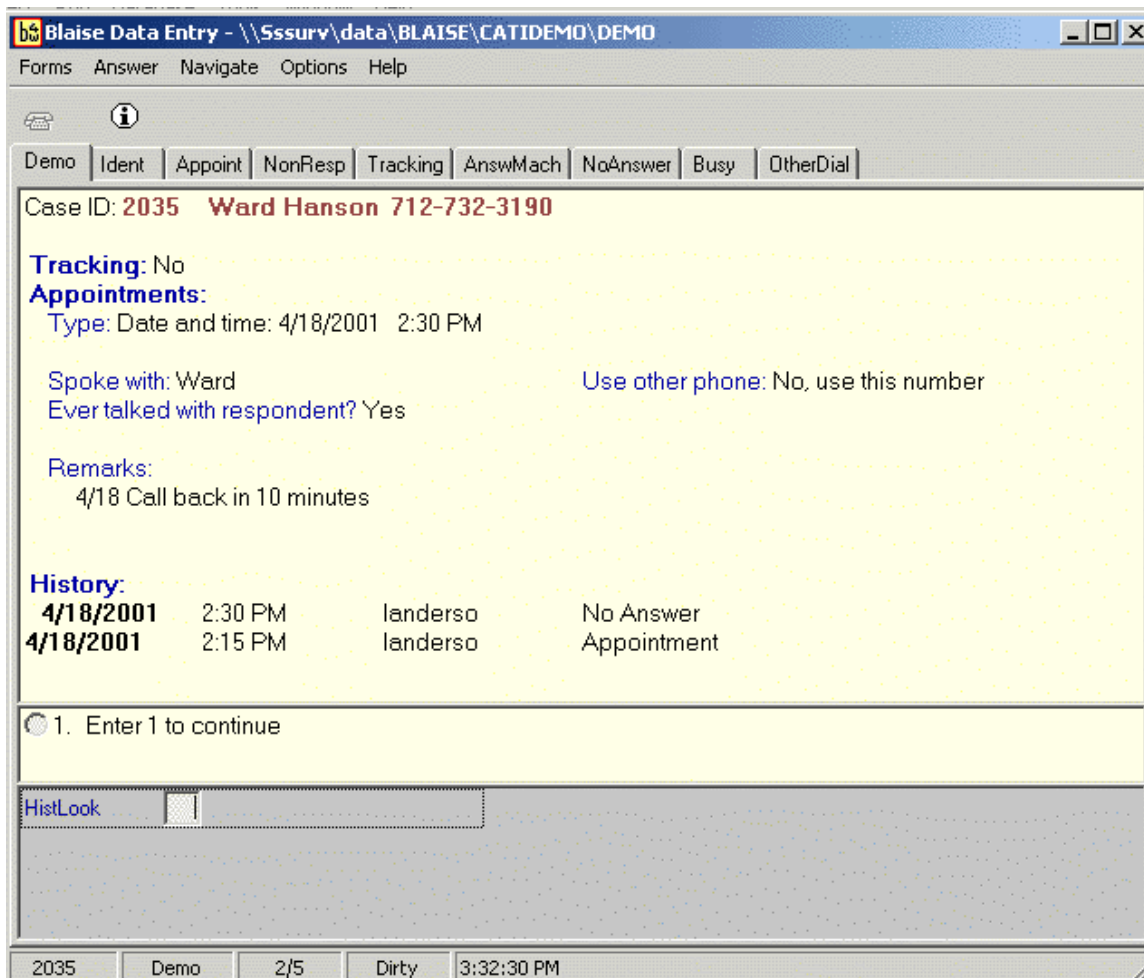 Blaise Data Entry - \\Sssurv\data\BLAISE\CATIDEMO\DEMO
Forms Answer Navigate Options Help
Demo Ident Appoint NonResp Tracking AnswMach NoAnswer Busy OtherDial
Case ID: 2035 Ward Hanson 712-732-3190
Tracking: No
Appointments:
Type: Date and time: 4/18/2001 2:30 PM
Spoke with: Ward Use other phone: No, use this number
Ever talked with respondent? Yes
Remarks:
4/18 Call back in 10 minutes
History:
4/18/2001 2:30 PM landerso No Answer
4/18/2001 2:15 PM landerso Appointment
1. Enter 1 to continue
HistLook
2035 Demo 2/5 Dirty 3:32:30 PM